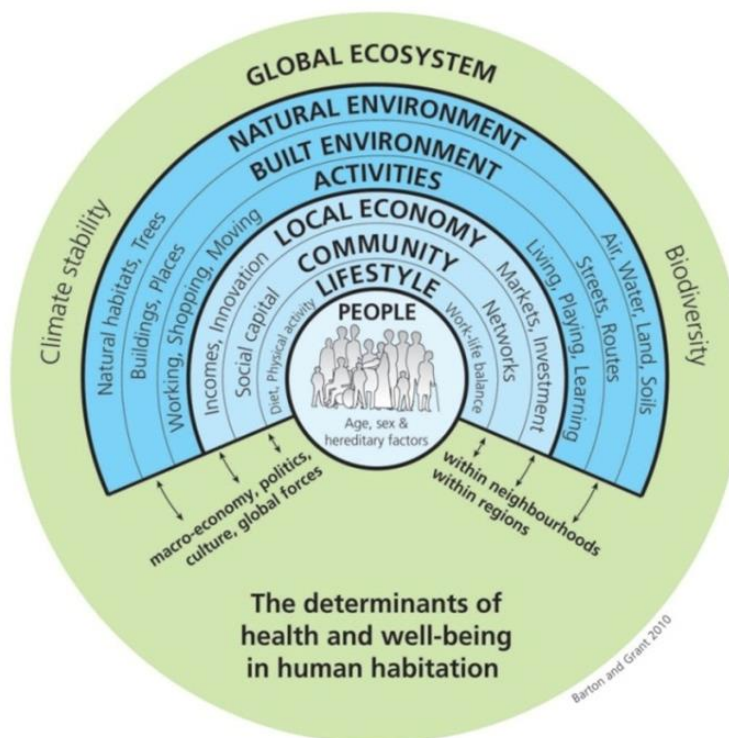 GLOBAL ECOSYSTEM
NATURAL ENVIRONMENT
BUILT ENVIRONMENT
ACTIVITIES
LOCAL ECONOMY
COMMUNITY
LIFESTYLE
PEOPLE
Age, sex &
hereditary factors
Climate stability
Natural habitats, Trees
Buildings, Places
Working, Shopping, Moving
Incomes, Innovation
Social capital
Diet, Physical activity
Work-life balance
Networks
Markets, Investment
Living, Playing, Learning
Streets, Routes
Air, Water, Land, Soils
Biodiversity
macro-economy, politics,
culture, global forces
within neighbourhoods
within regions
The determinants of
health and well-being
in human habitation
Barton and Grant 2010